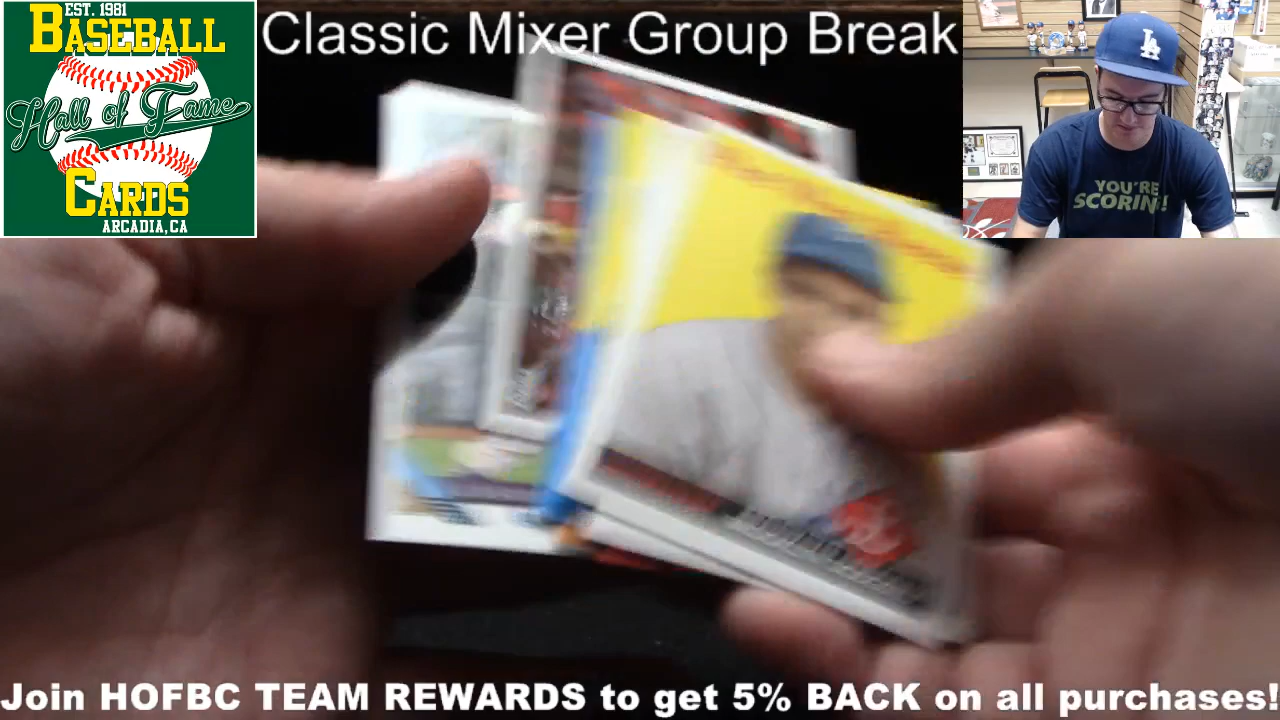 EST. 1981
BASEBALL
Hall of Fame
CARDS
ARCADIA, CA
Classic Mixer Group Break
LA
YOU'RE
SCORING!
Join HOFBC TEAM REWARDS to get 5% BACK on all purchases!